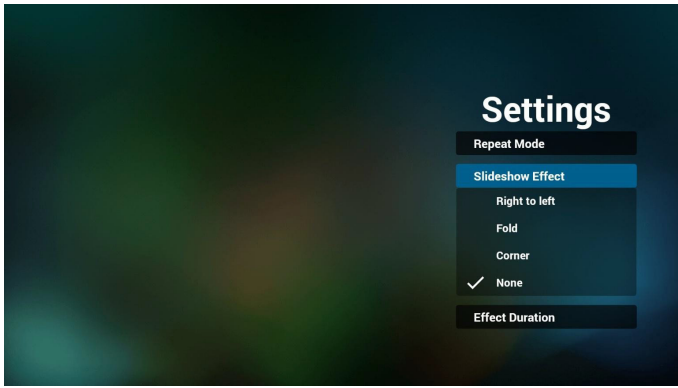 Settings
Repeat Mode
Slideshow Effect
Right to left
Fold
Corner
None
Effect Duration